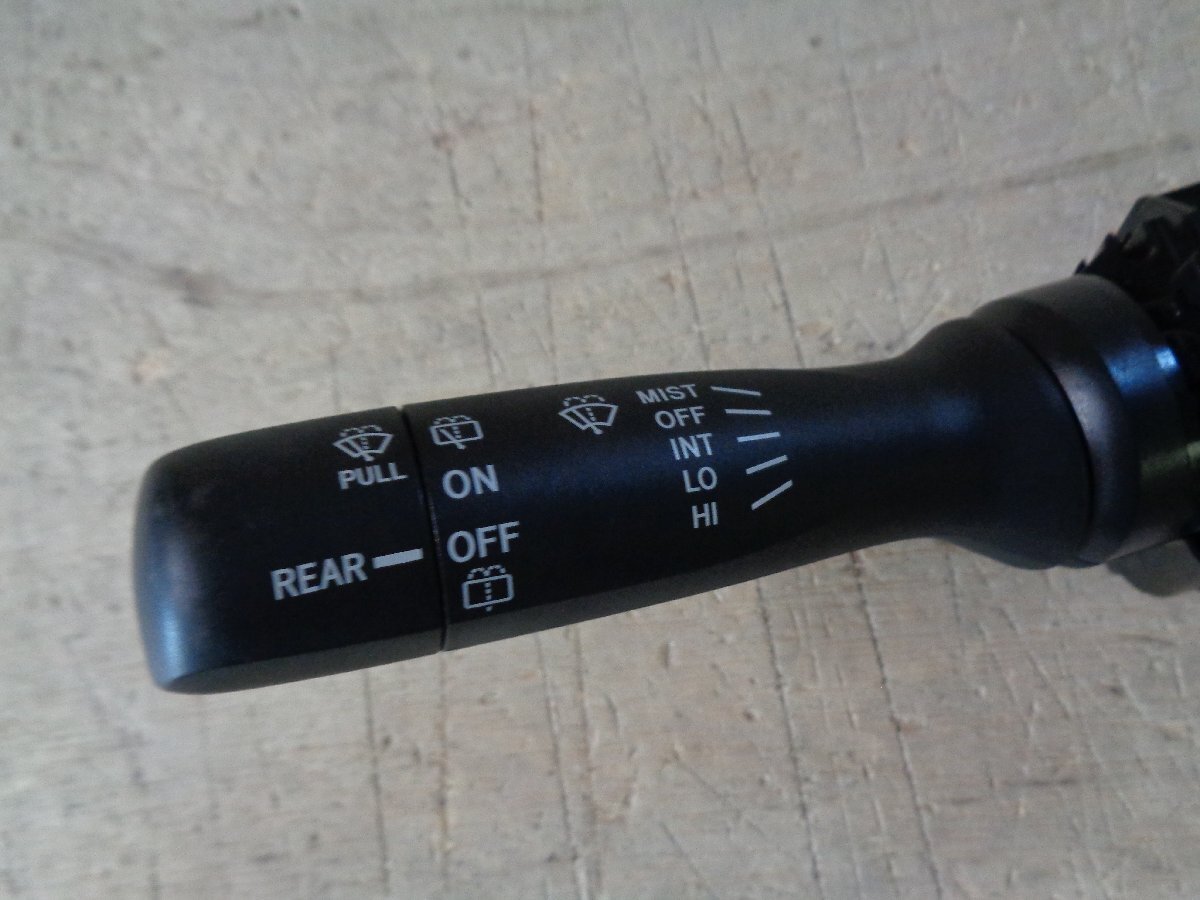 MIST
OFF
INT
LO
HI
PULL
ON
OFF
REAR